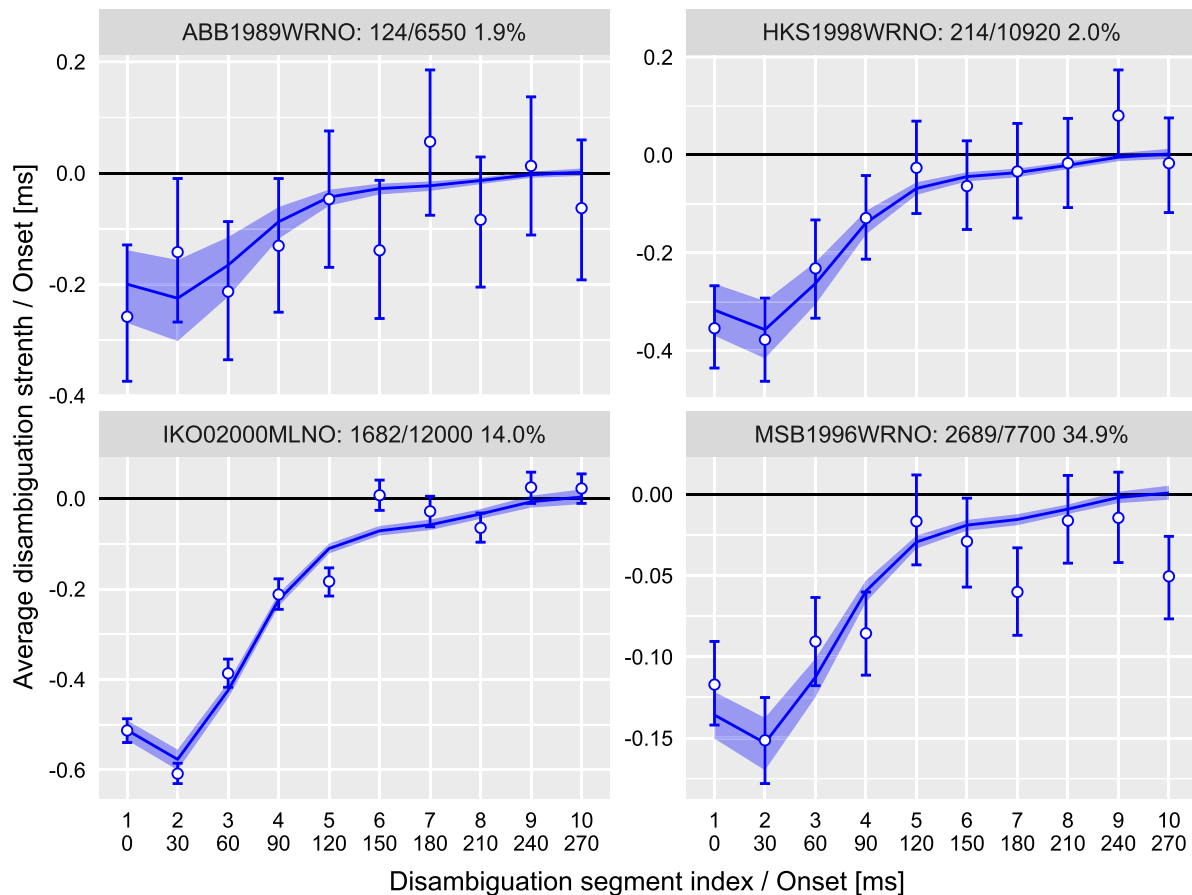 ABB1989WRNO: 124/6550 1.9%
HKS1998WRNO: 214/10920 2.0%
0.2
0.0
-0.2
-0.4
0.2
0.0
-0.2
-0.4
Average disambiguation strenth / Onset [ms]
IKO02000MLNO: 1682/12000 14.0%
MSB1996WRNO: 2689/7700 34.9%
0.0
-0.2
-0.4
-0.6
0.00
-0.05
-0.10
-0.15
1 2 3 4 5 6 7 8 9 10
0 30 60 90 120 150 180 210 240 270
1 2 3 4 5 6 7 8 9 10
0 30 60 90 120 150 180 210 240 270
Disambiguation segment index / Onset [ms]